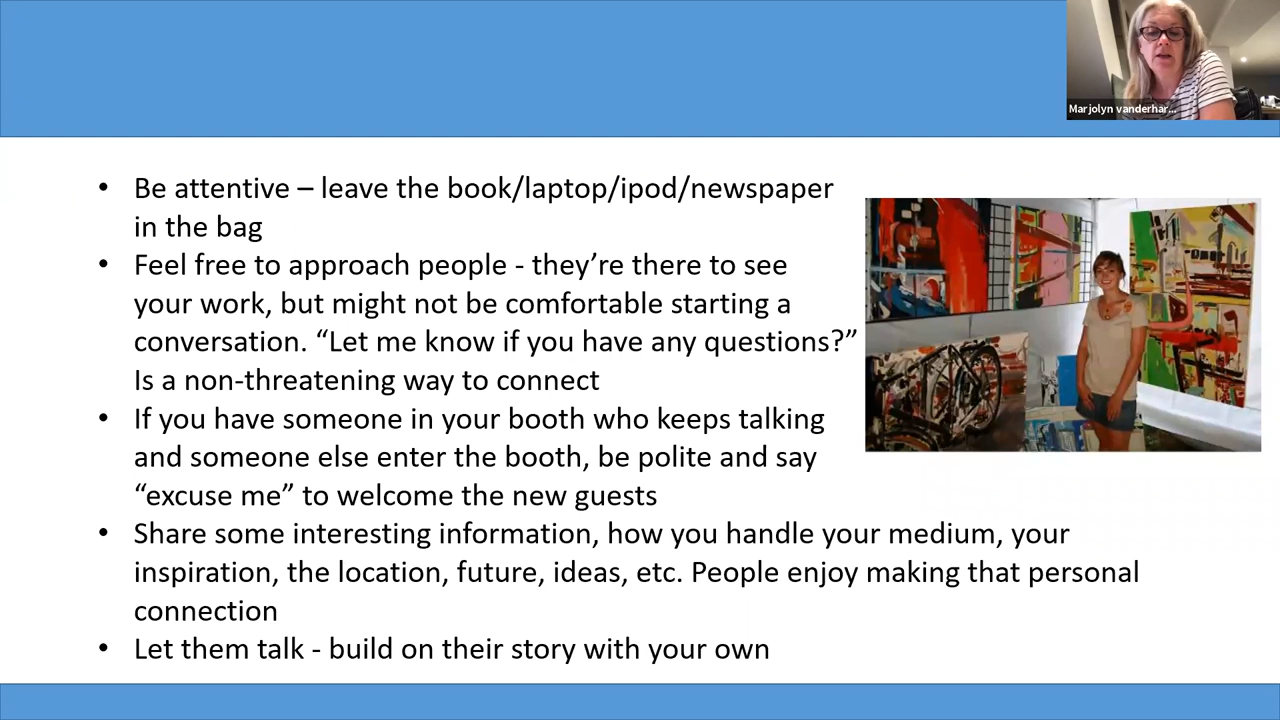 Marjolyn vanderhar...
• Be attentive – leave the book/laptop/ipod/newspaper
in the bag
• Feel free to approach people - they’re there to see
your work, but might not be comfortable starting a
conversation. “Let me know if you have any questions?”
Is a non-threatening way to connect
• If you have someone in your booth who keeps talking
and someone else enter the booth, be polite and say
“excuse me” to welcome the new guests
• Share some interesting information, how you handle your medium, your
inspiration, the location, future, ideas, etc. People enjoy making that personal
connection
• Let them talk - build on their story with your own